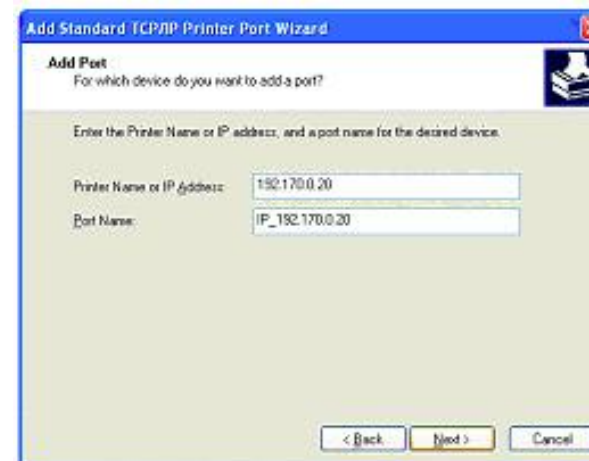 Add Standard TCP/IP Printer Port Wizard
Add Port
For which device do you want to add a port?
Enter the Printer Name or IP address, and a port name for the desired device.
Printer Name or IP Address: 192.170.0.20
Port Name: IP_192.170.0.20
< Back Next > Cancel